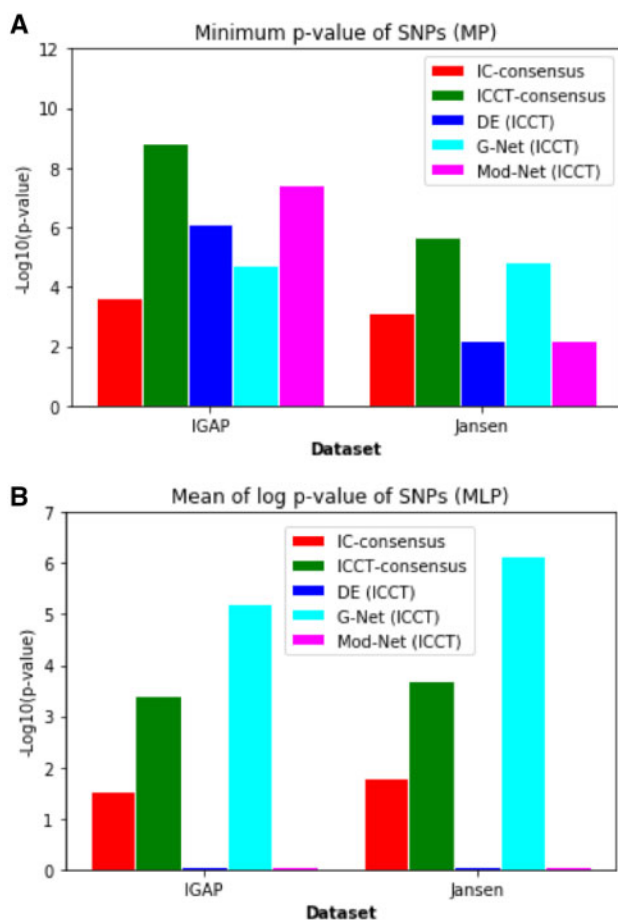 A
Minimum p-value of SNPs (MP)
12
10
8
6
4
2
0
-Log10(p-value)
IC-consensus
ICCT-consensus
DE (ICCT)
G-Net (ICCT)
Mod-Net (ICCT)
IGAP
Jansen
Dataset
B
Mean of log p-value of SNPs (MLP)
7
6
5
4
3
2
1
0
-Log10(p-value)
IC-consensus
ICCT-consensus
DE (ICCT)
G-Net (ICCT)
Mod-Net (ICCT)
IGAP
Jansen
Dataset